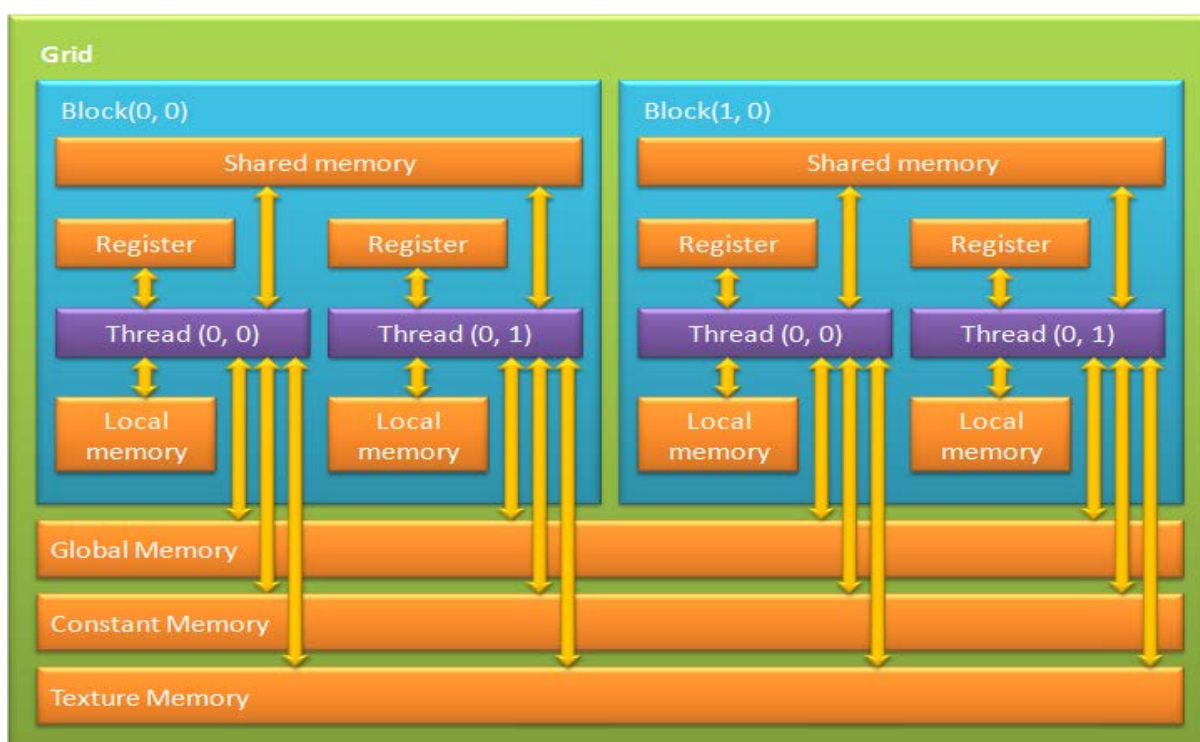 Grid
Block(0, 0)
Block(1, 0)
Shared memory
Shared memory
Register
Register
Register
Register
Thread (0, 0)
Thread (0, 1)
Thread (0, 0)
Thread (0, 1)
Local
memory
Local
memory
Local
memory
Local
memory
Global Memory
Constant Memory
Texture Memory